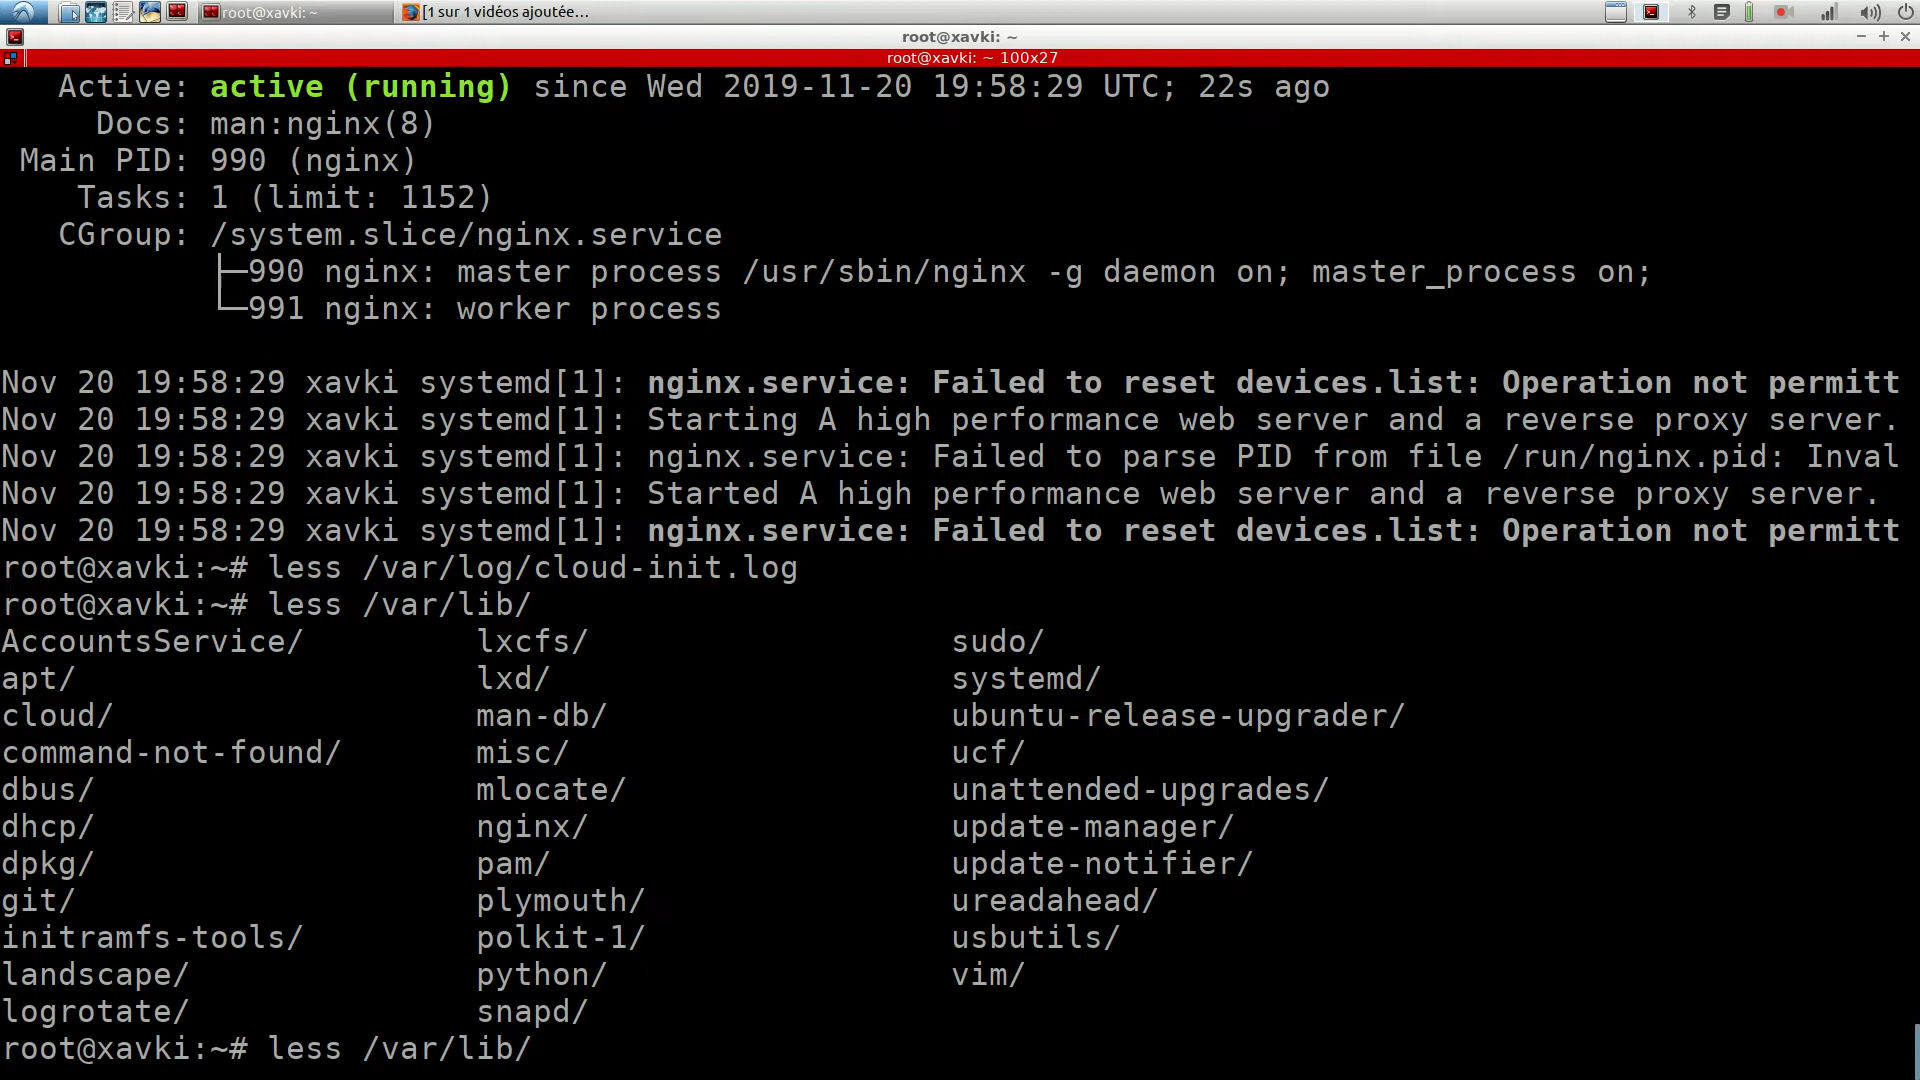 root@xavki: ~
[1 sur 1 vidéos ajoutée...
root@xavki: ~
root@xavki: ~ 100x27
Active: active (running) since Wed 2019-11-20 19:58:29 UTC; 22s ago
Docs: man:nginx(8)
Main PID: 990 (nginx)
Tasks: 1 (limit: 1152)
CGroup: /system.slice/nginx.service
├─990 nginx: master process /usr/sbin/nginx -g daemon on; master_process on;
└─991 nginx: worker process
Nov 20 19:58:29 xavki systemd[1]: nginx.service: Failed to reset devices.list: Operation not permitt
Nov 20 19:58:29 xavki systemd[1]: Starting A high performance web server and a reverse proxy server.
Nov 20 19:58:29 xavki systemd[1]: nginx.service: Failed to parse PID from file /run/nginx.pid: Inval
Nov 20 19:58:29 xavki systemd[1]: Started A high performance web server and a reverse proxy server.
Nov 20 19:58:29 xavki systemd[1]: nginx.service: Failed to reset devices.list: Operation not permitt
root@xavki:~# less /var/log/cloud-init.log
root@xavki:~# less /var/lib/
AccountsService/ lxcfs/ sudo/
apt/ lxd/ systemd/
cloud/ man-db/ ubuntu-release-upgrader/
command-not-found/ misc/ ucf/
dbus/ mlocate/ unattended-upgrades/
dhcp/ nginx/ update-manager/
dpkg/ pam/ update-notifier/
git/ plymouth/ ureadahead/
initramfs-tools/ polkit-1/ usbutils/
landscape/ python/ vim/
logrotate/ snapd/
root@xavki:~# less /var/lib/